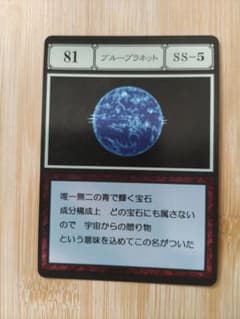 81 ブループラネット SS-5
唯一無二の青で輝く宝石
成分構成上 どの宝石にも属さない
ので 宇宙からの贈り物
という意味を込めてこの名がついた